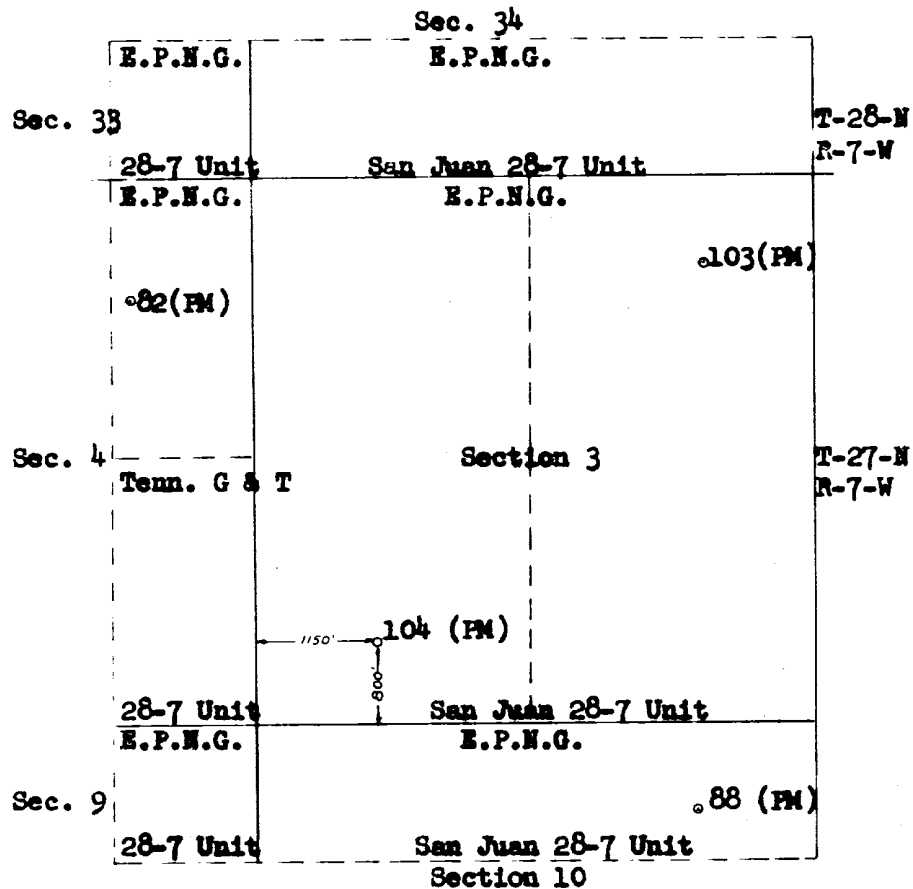 Sec. 34
E.P.N.G. E.P.N.G.
Sec. 33 T-28-N
R-7-W
28-7 Unit San Juan 28-7 Unit
E.P.N.G. E.P.N.G.
103(PM)
82(PM)
Sec. 4 Section 3 T-27-N
Tenn. G & T R-7-W
104 (PM)
1150'
800'
28-7 Unit San Juan 28-7 Unit
E.P.N.G. E.P.N.G.
Sec. 9 88 (PM)
28-7 Unit San Juan 28-7 Unit
Section 10